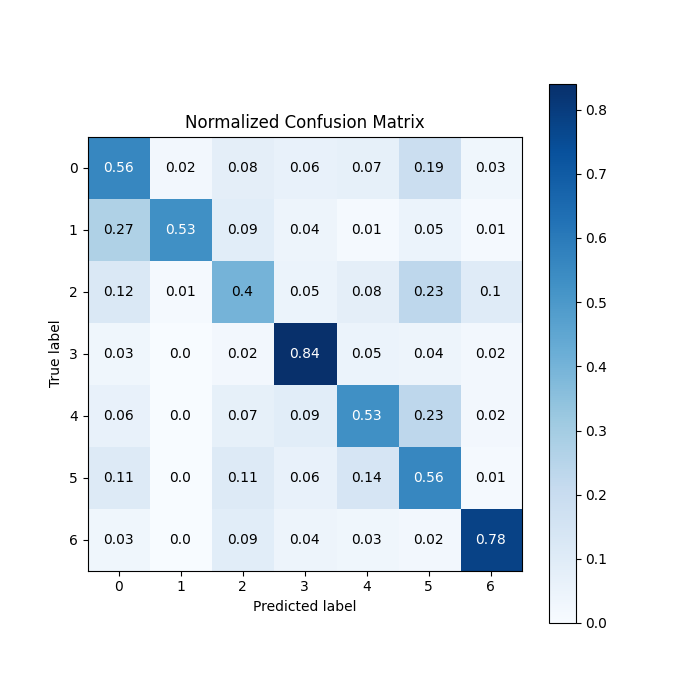 Normalized Confusion Matrix
0 0.56 0.02 0.08 0.06 0.07 0.19 0.03
1 0.27 0.53 0.09 0.04 0.01 0.05 0.01
2 0.12 0.01 0.4 0.05 0.08 0.23 0.1
3 0.03 0.0 0.02 0.84 0.05 0.04 0.02
4 0.06 0.0 0.07 0.09 0.53 0.23 0.02
5 0.11 0.0 0.11 0.06 0.14 0.56 0.01
6 0.03 0.0 0.09 0.04 0.03 0.02 0.78
0 1 2 3 4 5 6
Predicted label
True label
0.8
0.7
0.6
0.5
0.4
0.3
0.2
0.1
0.0